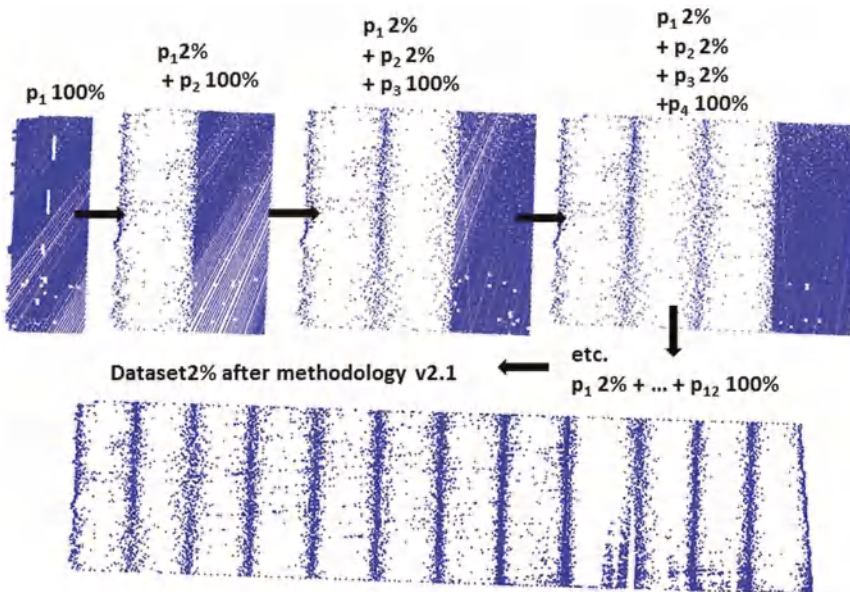 p₁ 100%
p₁ 2%
+ p₂ 100%
p₁ 2%
+ p₂ 2%
+ p₃ 100%
p₁ 2%
+ p₂ 2%
+ p₃ 2%
+p₄ 100%
etc.
p₁ 2% + ... + p₁₂ 100%
Dataset2% after methodology v2.1